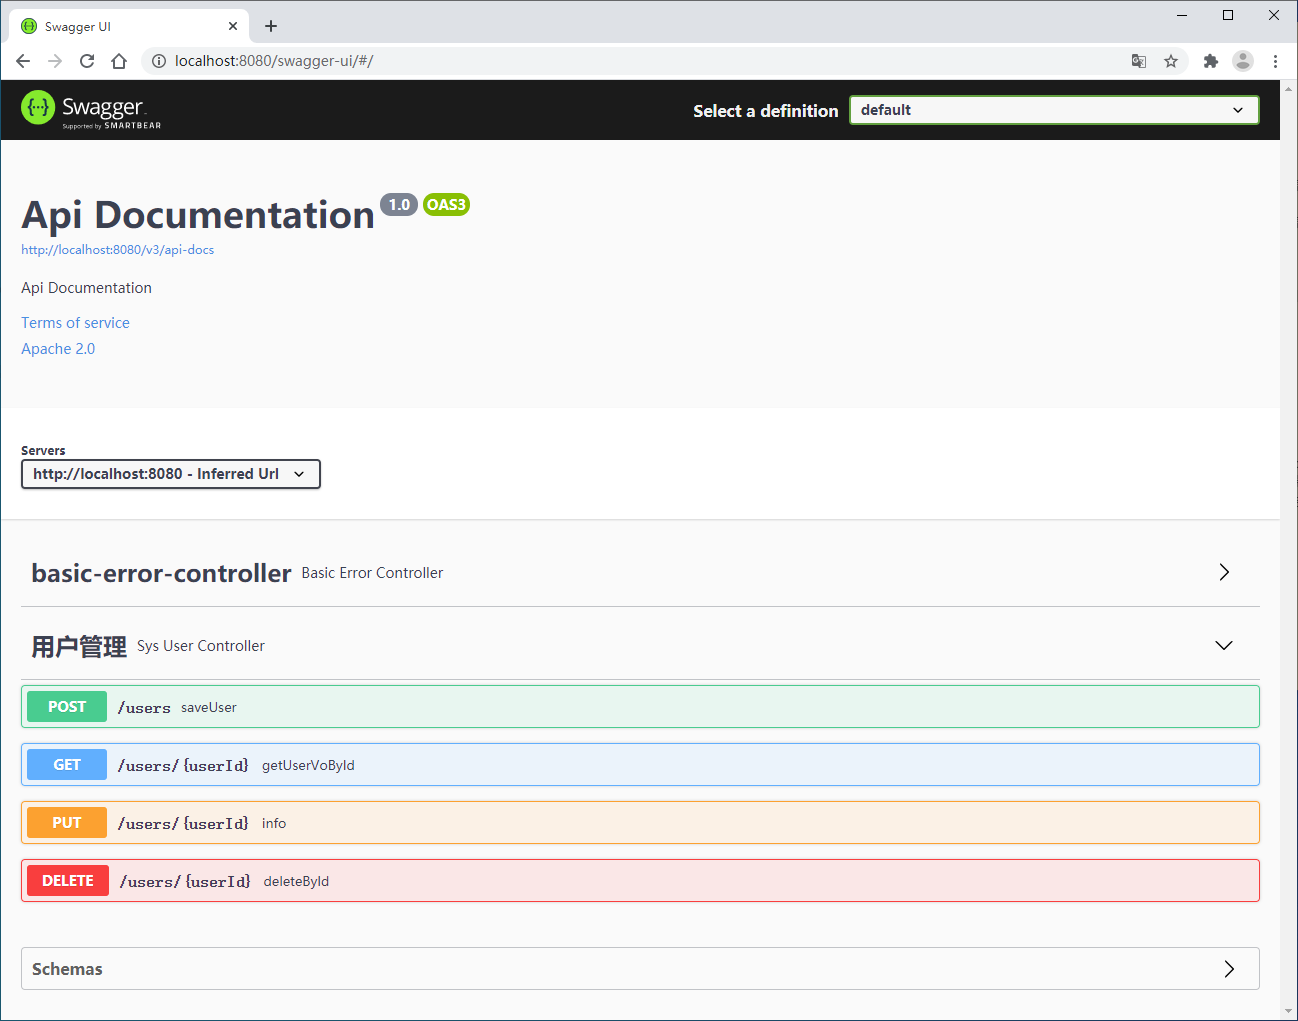 Swagger UI
localhost:8080/swagger-ui/#/
Swagger
Supported by SMARTBEAR
Select a definition
default
Api Documentation 1.0 OAS3
http://localhost:8080/v3/api-docs
Api Documentation
Terms of service
Apache 2.0
Servers
http://localhost:8080 - Inferred Url
basic-error-controller Basic Error Controller
用户管理 Sys User Controller
POST /users saveUser
GET /users/{userId} getUserVoById
PUT /users/{userId} info
DELETE /users/{userId} deleteById
Schemas